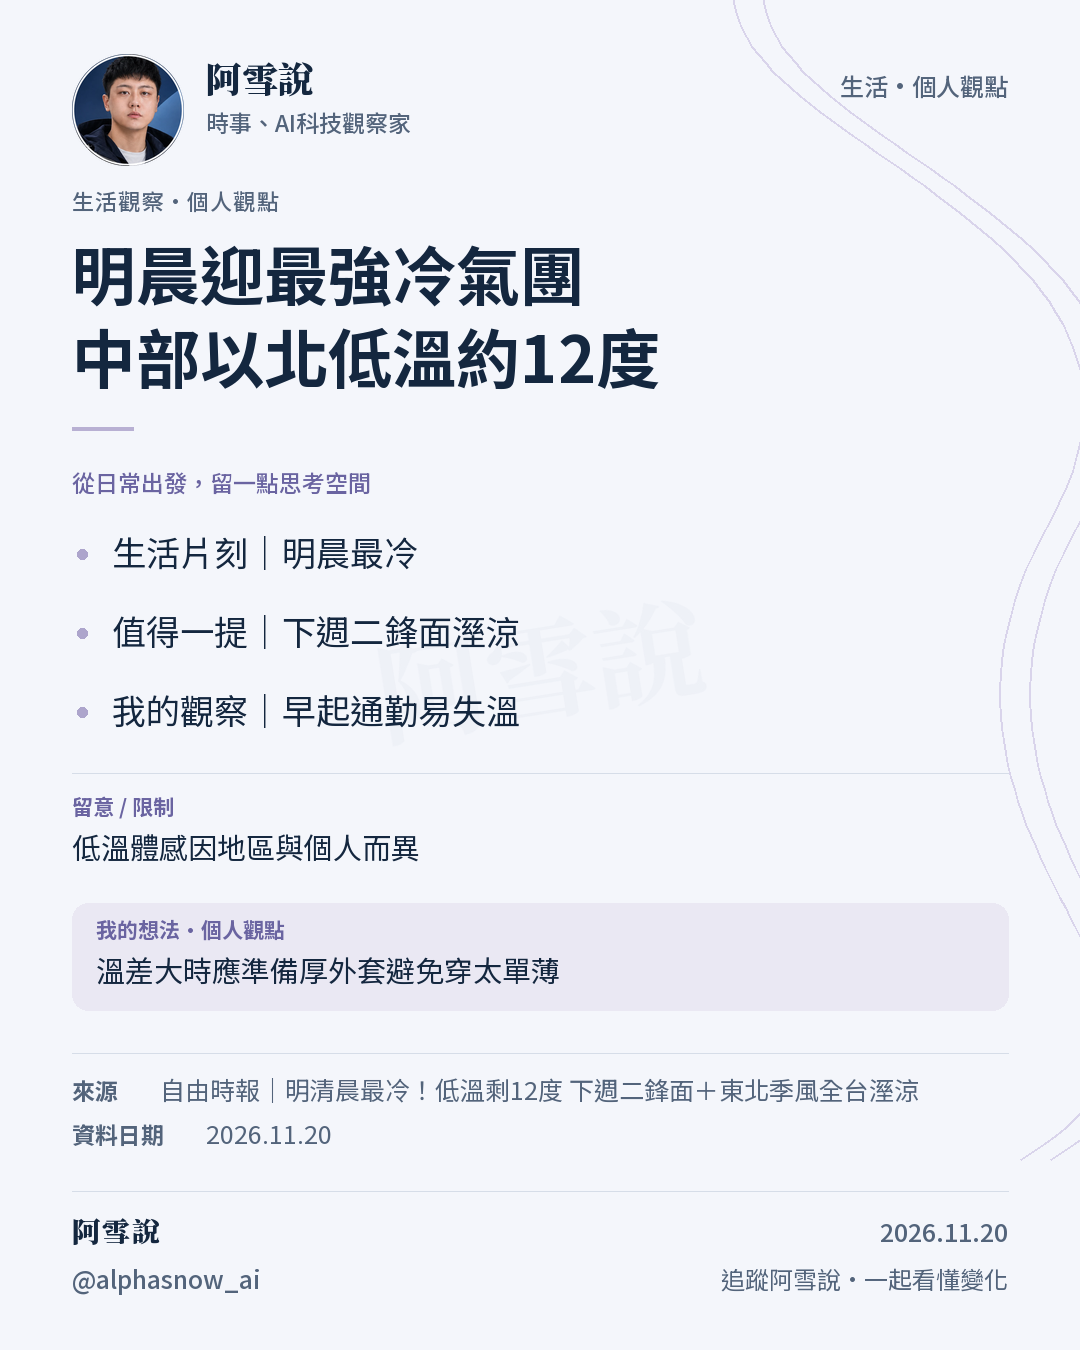 阿雪說
時事、AI科技觀察家
生活・個人觀點
生活觀察・個人觀點
明晨迎最強冷氣團
中部以北低溫約12度
從日常出發，留一點思考空間
生活片刻｜明晨最冷
值得一提｜下週二鋒面溼涼
我的觀察｜早起通勤易失溫
阿雪說
留意 / 限制
低溫體感因地區與個人而異
我的想法・個人觀點
溫差大時應準備厚外套避免穿太單薄
來源 自由時報｜明清晨最冷！低溫剩12度 下週二鋒面＋東北季風全台溼涼
資料日期 2026.11.20
阿雪說
2026.11.20
@alphasnow_ai
追蹤阿雪說・一起看懂變化